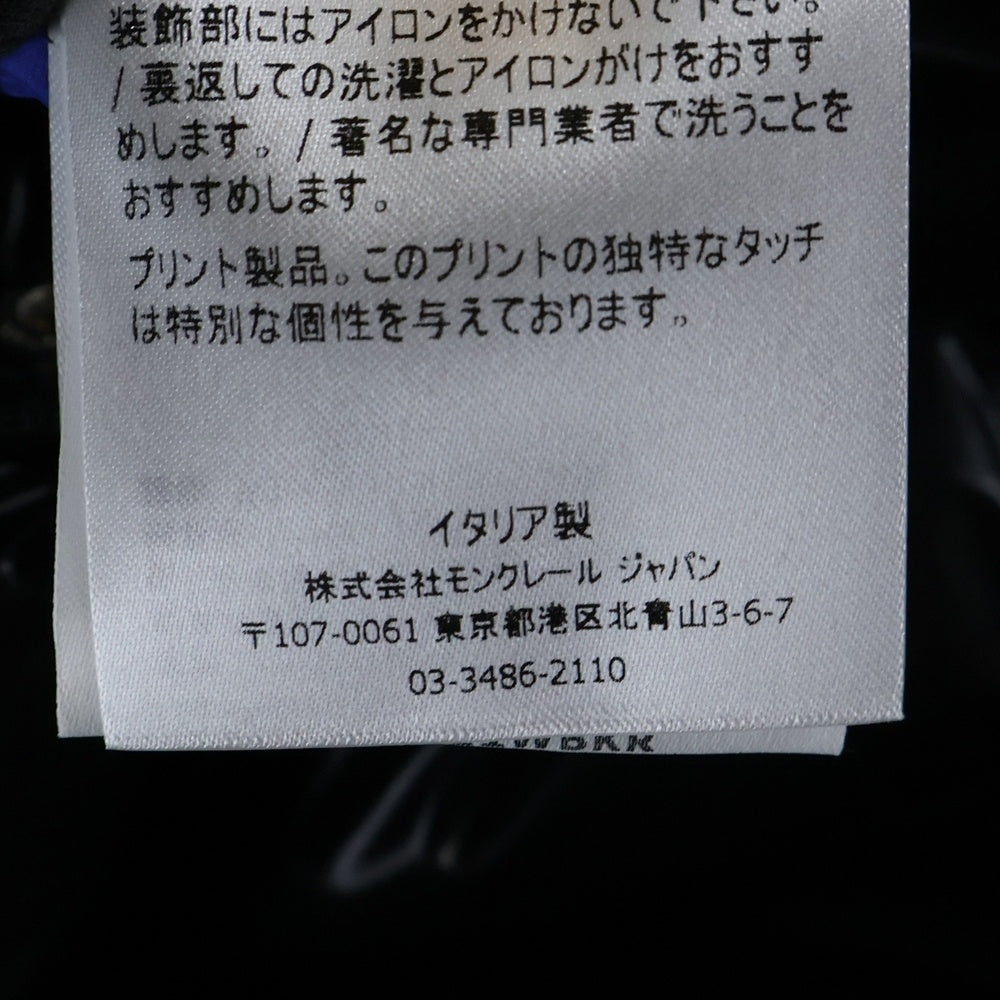 装飾部にはアイロンをかけないで下さい。
/ 裏返しての洗濯とアイロンがけをおすす
めします。/ 著名な専門業者で洗うことを
おすすめします。
プリント製品。このプリントの独特なタッチ
は特別な個性を与えております。
イタリア製
株式会社モンクレール ジャパン
〒107-0061 東京都港区北青山3-6-7
03-3486-2110